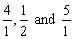 4/1, 1/2 and 5/1